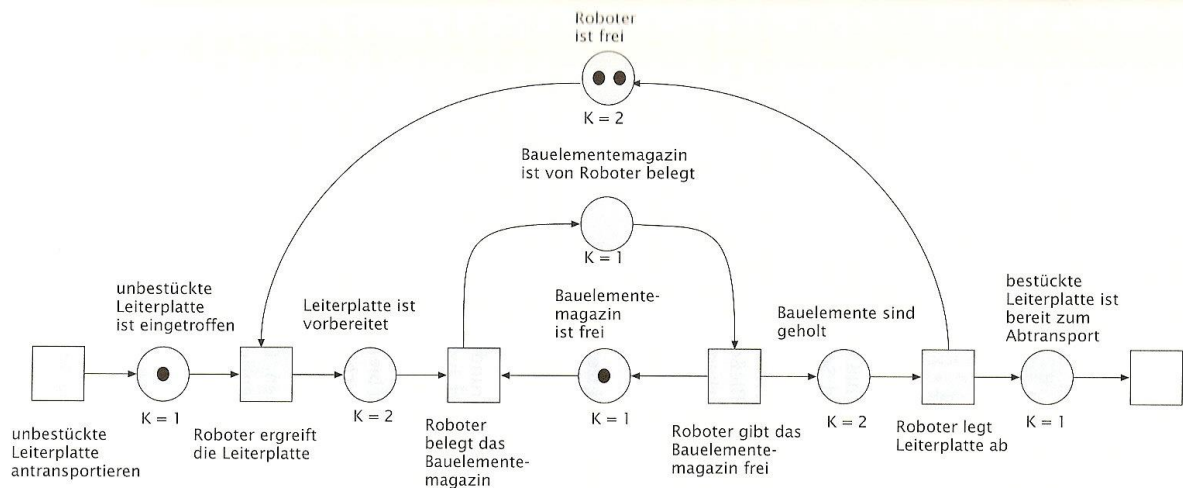 Roboter
ist frei
K = 2
Bauelementemagazin
ist von Roboter belegt
K = 1
unbestückte
Leiterplatte
ist eingetroffen
Leiterplatte ist
vorbereitet
Bauelemente-
magazin
ist frei
Bauelemente sind
geholt
bestückte
Leiterplatte ist
bereit zum
Abtransport
unbestückte
Leiterplatte
antransportieren
K = 1
Roboter ergreift
die Leiterplatte
K = 2
Roboter
belegt das
Bauelemente-
magazin
K = 1
Roboter gibt das
Bauelemente-
magazin frei
K = 2
Roboter legt
Leiterplatte ab
K = 1